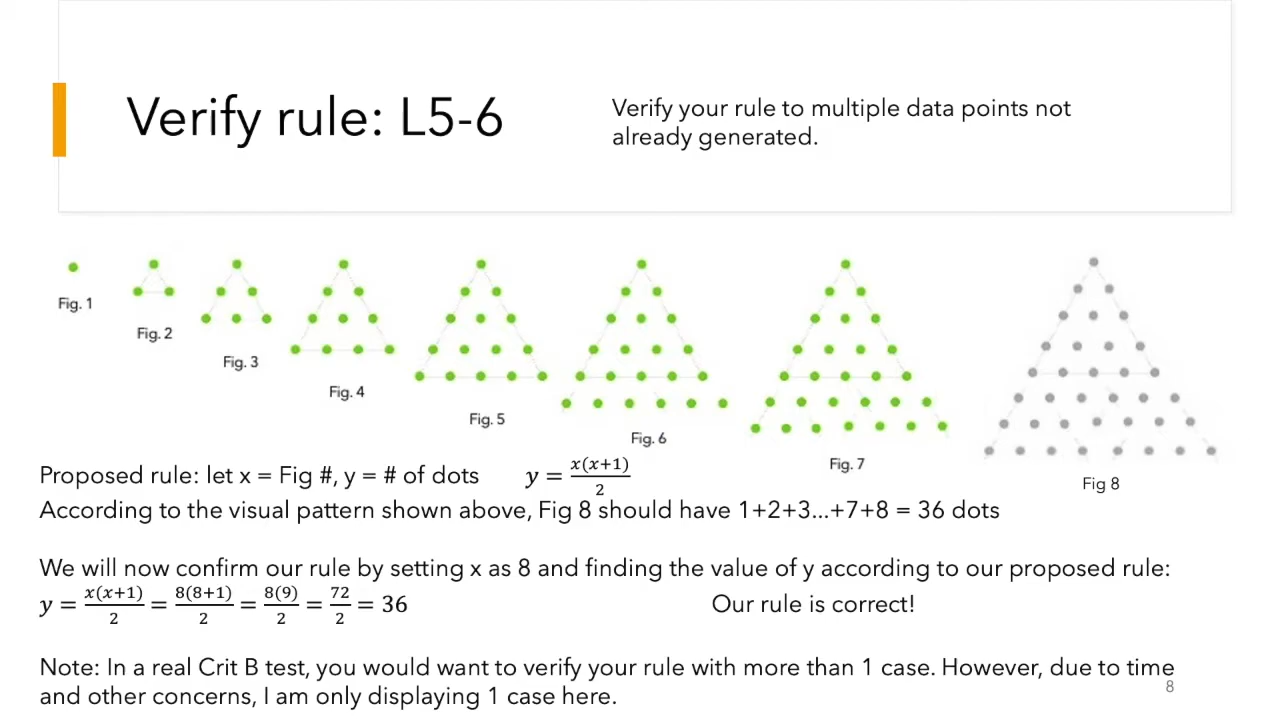 Verify rule: L5-6
Verify your rule to multiple data points not
already generated.
Fig. 1
Fig. 2
Fig. 3
Fig. 4
Fig. 5
Fig. 6
Fig. 7
Fig 8
Proposed rule: let x = Fig #, y = # of dots y = x(x+1)/2
According to the visual pattern shown above, Fig 8 should have 1+2+3...+7+8 = 36 dots
We will now confirm our rule by setting x as 8 and finding the value of y according to our proposed rule:
y = x(x+1)/2 = 8(8+1)/2 = 8(9)/2 = 72/2 = 36 Our rule is correct!
Note: In a real Crit B test, you would want to verify your rule with more than 1 case. However, due to time
and other concerns, I am only displaying 1 case here.
8